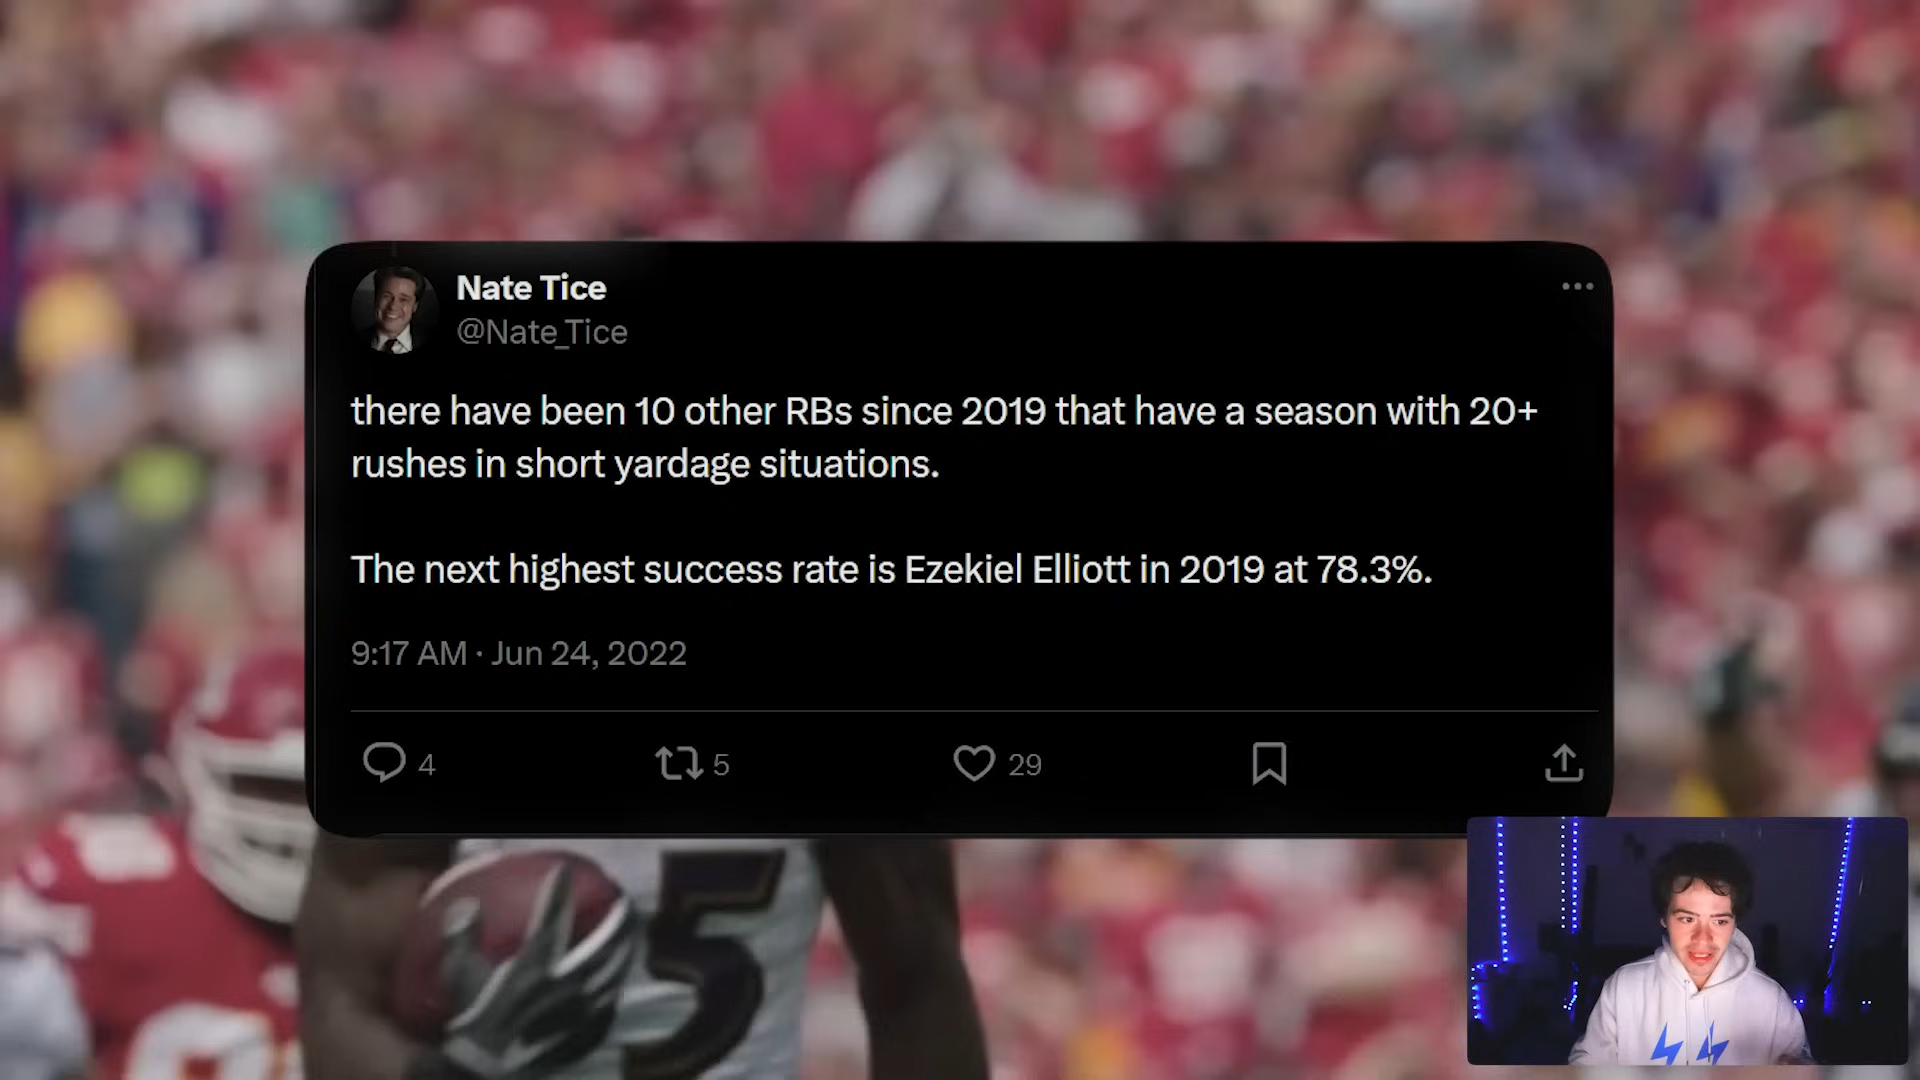 Nate Tice
@Nate_Tice
there have been 10 other RBs since 2019 that have a season with 20+
rushes in short yardage situations.
The next highest success rate is Ezekiel Elliott in 2019 at 78.3%.
9:17 AM · Jun 24, 2022
4 5 29
5